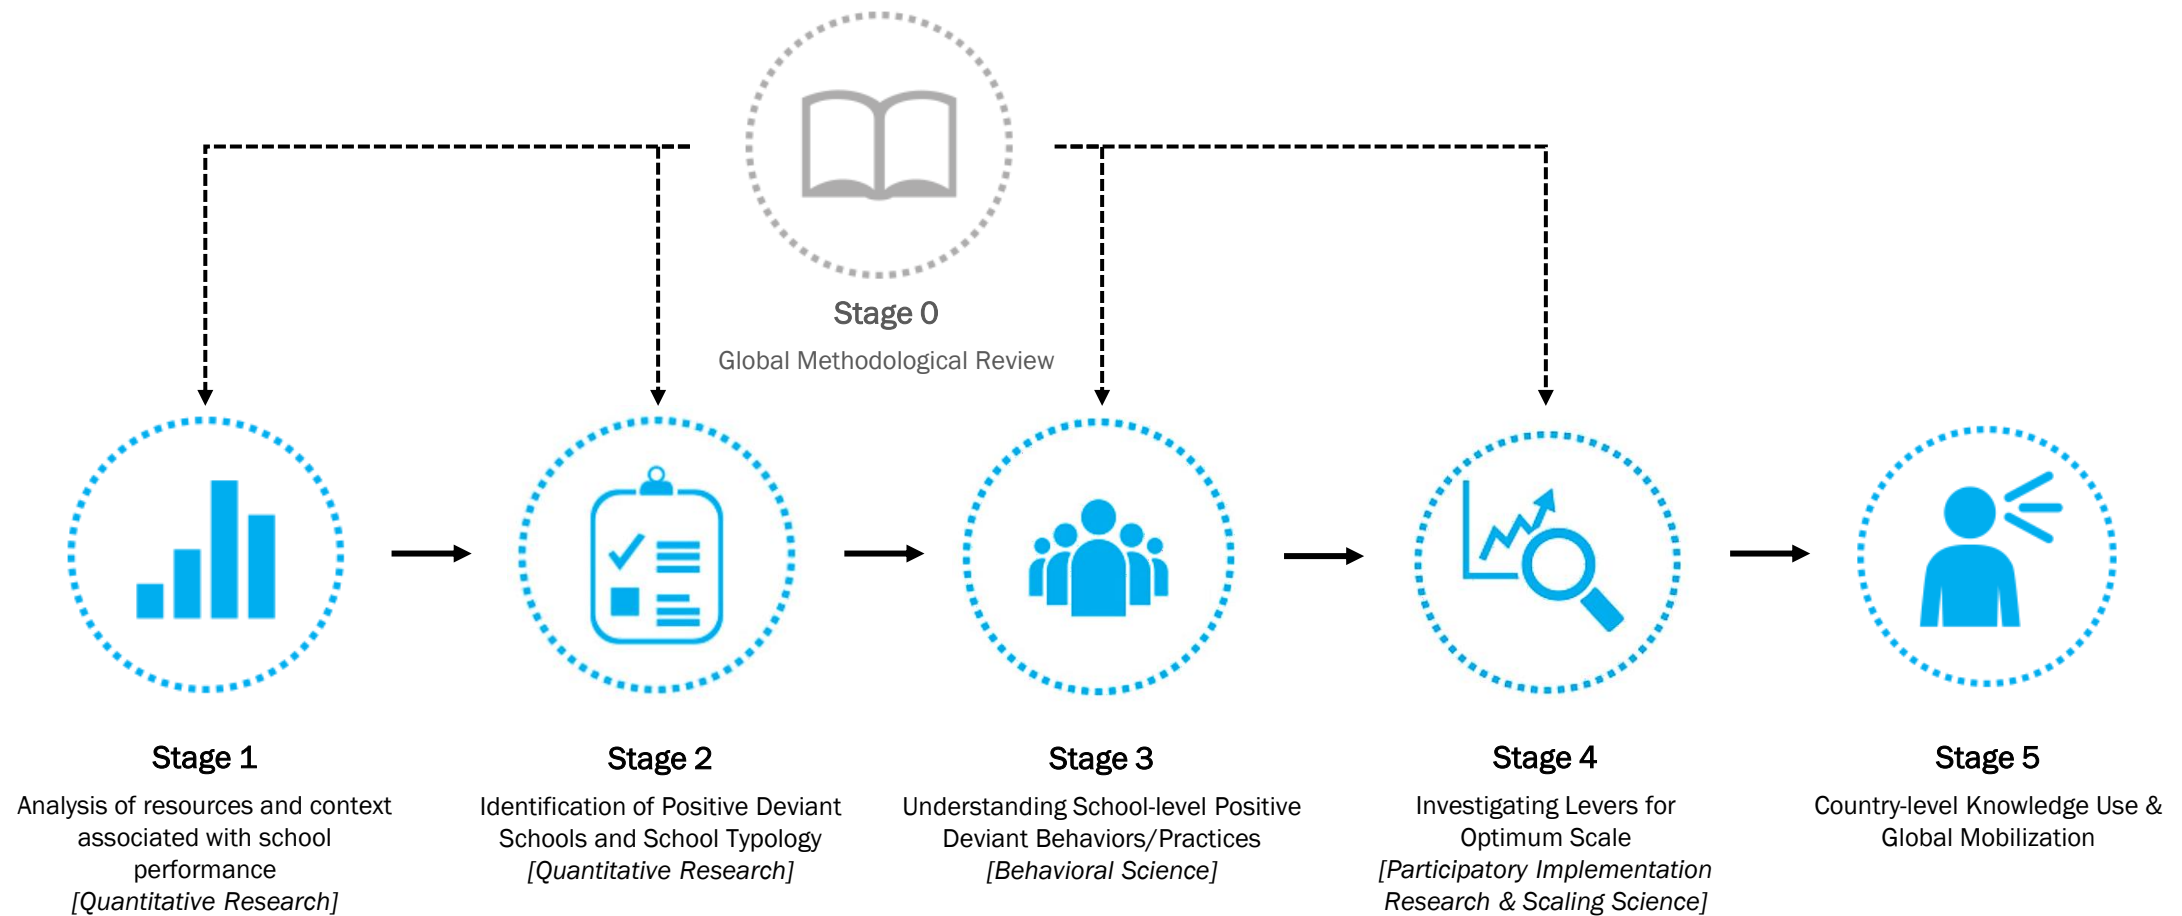 Stage 0
Global Methodological Review
Stage 1
Analysis of resources and context
associated with school
performance
[Quantitative Research]
Stage 2
Identification of Positive Deviant
Schools and School Typology
[Quantitative Research]
Stage 3
Understanding School-level Positive
Deviant Behaviors/Practices
[Behavioral Science]
Stage 4
Investigating Levers for
Optimum Scale
[Participatory Implementation
Research & Scaling Science]
Stage 5
Country-level Knowledge Use &
Global Mobilization